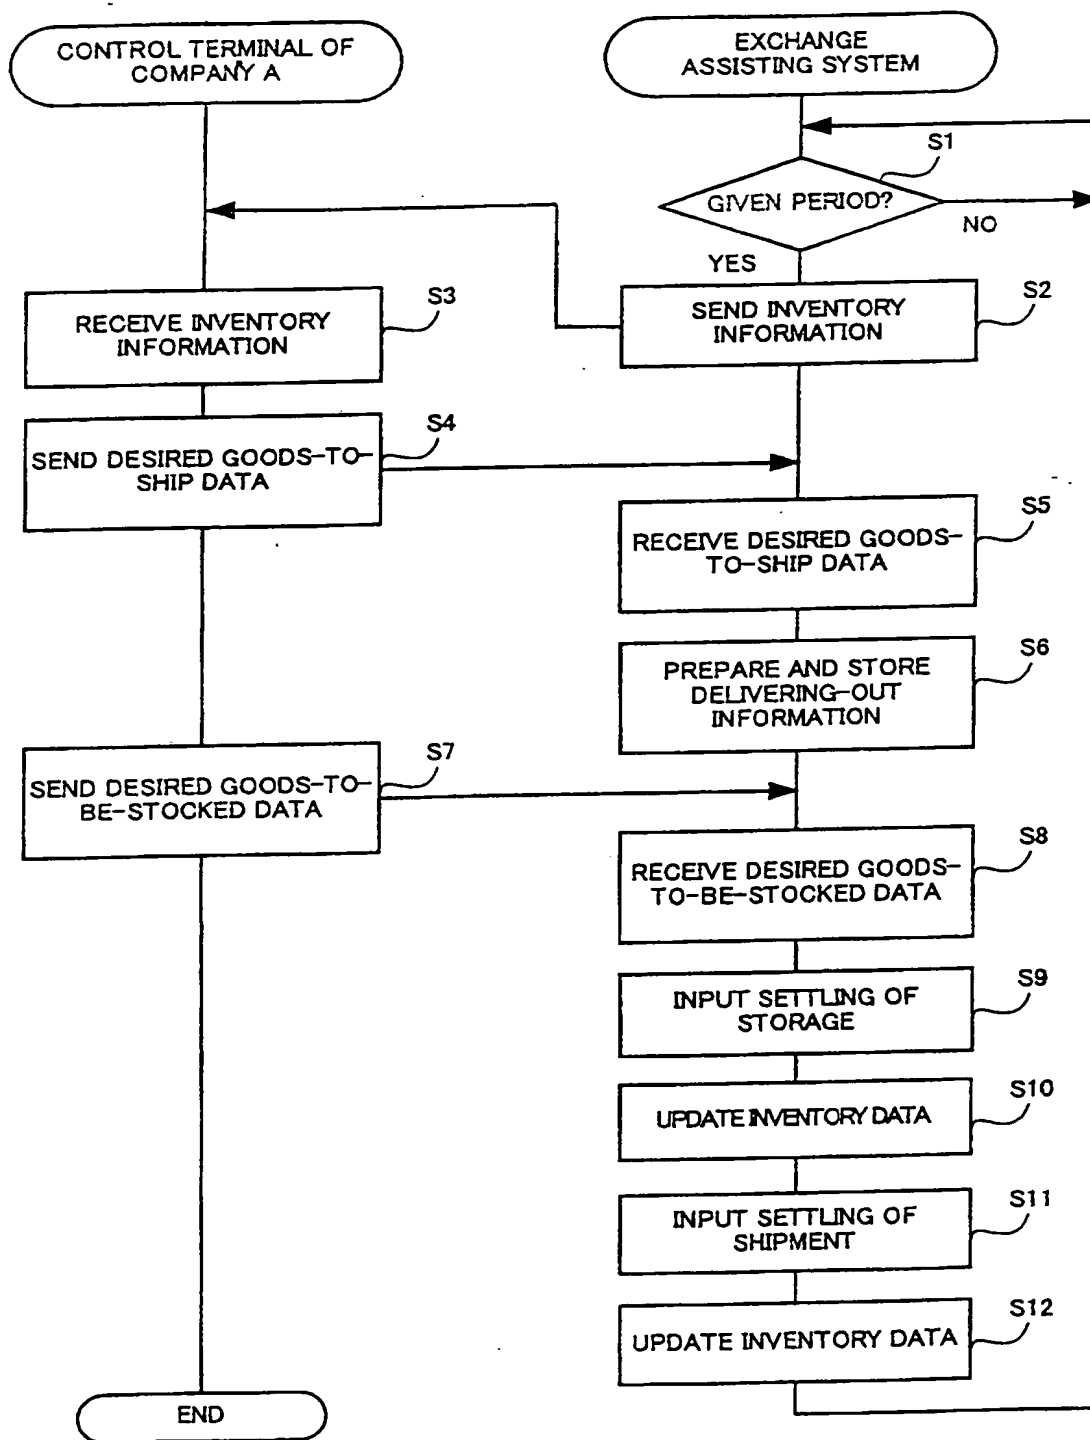 CONTROL TERMINAL OF
COMPANY A
EXCHANGE
ASSISTING SYSTEM
S1
GIVEN PERIOD?
NO
YES
S3
RECEIVE INVENTORY
INFORMATION
S2
SEND INVENTORY
INFORMATION
S4
SEND DESIRED GOODS-TO-
SHIP DATA
S5
RECEIVE DESIRED GOODS-
TO-SHIP DATA
S6
PREPARE AND STORE
DELIVERING-OUT
INFORMATION
S7
SEND DESIRED GOODS-TO-
BE-STOCKED DATA
S8
RECEIVE DESIRED GOODS-
TO-BE-STOCKED DATA
S9
INPUT SETTLING OF
STORAGE
S10
UPDATE INVENTORY DATA
S11
INPUT SETTLING OF
SHIPMENT
S12
UPDATE INVENTORY DATA
END